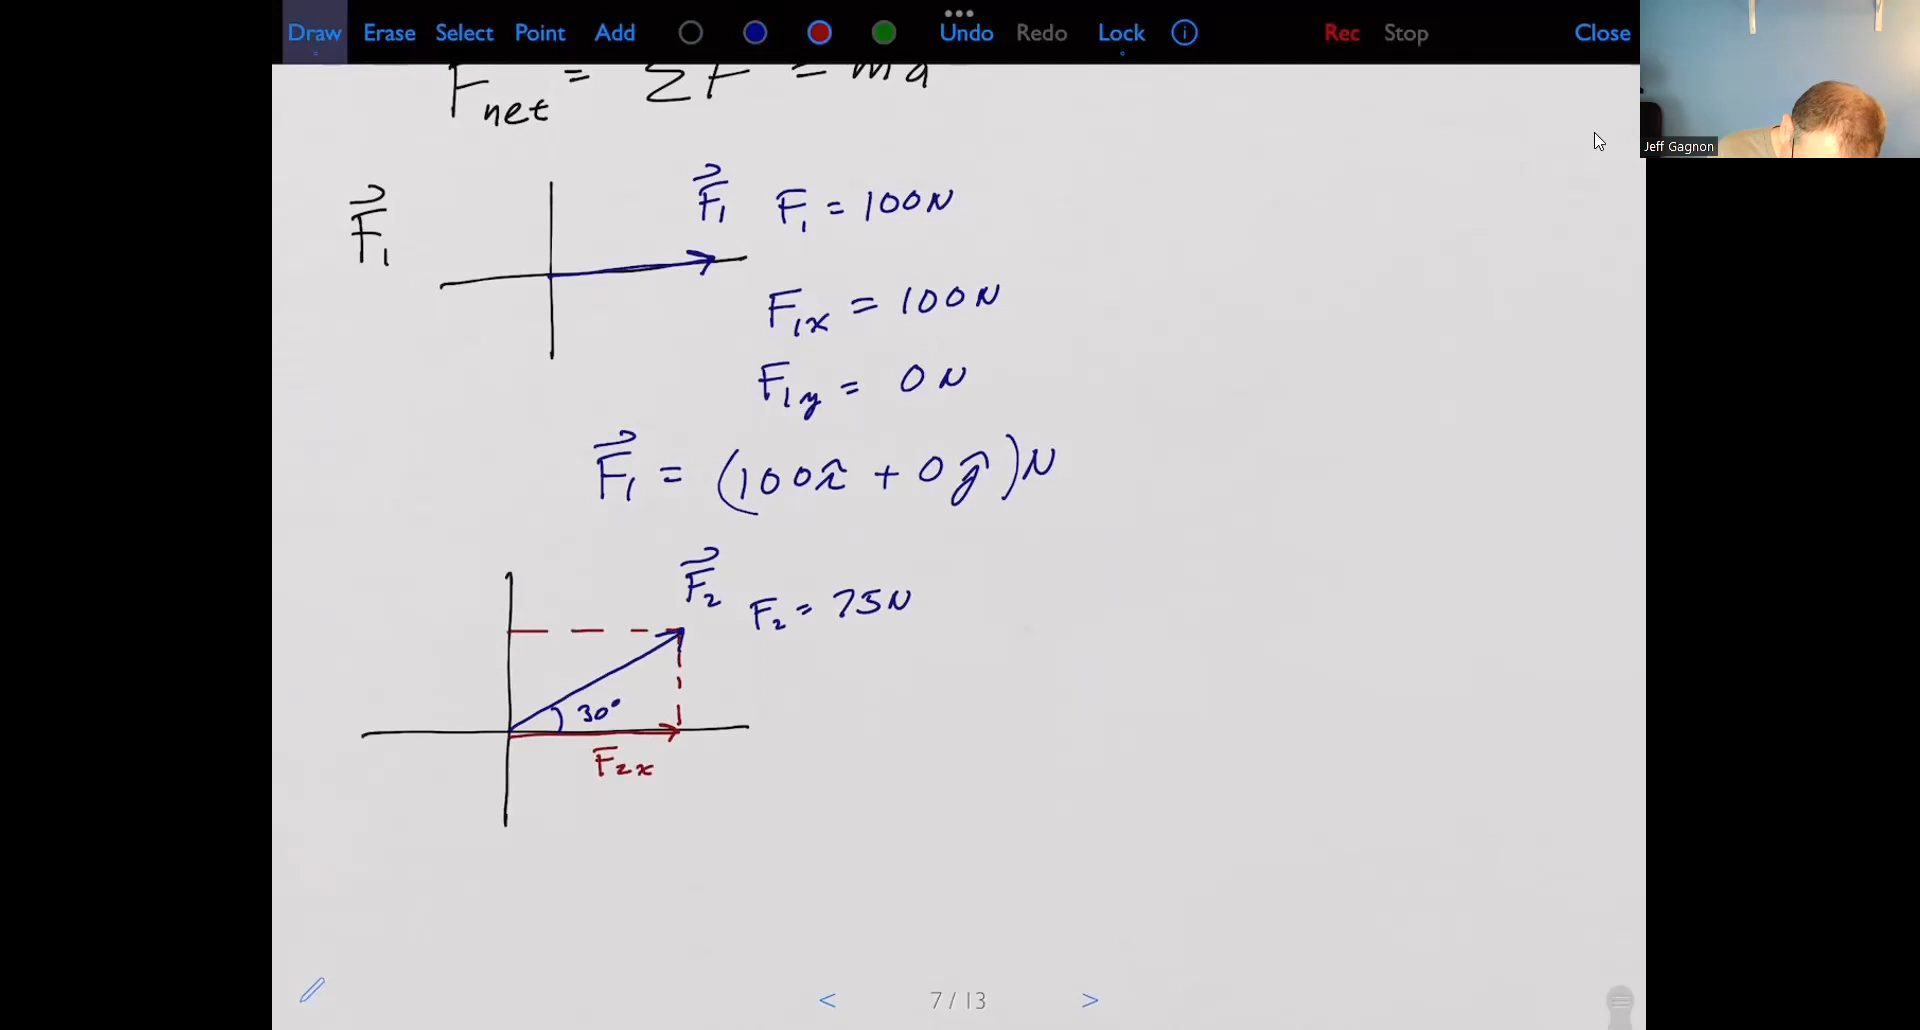 Draw Erase Select Point Add Undo Redo Lock Rec Stop Close
F_net = ΣF = ma
Jeff Gagnon
F⃗₁
F⃗₁ F₁ = 100N
F₁ₓ = 100N
F₁y = 0N
F⃗₁ = (100î + 0ĵ)N
F⃗₂ F₂ = 75N
30°
F₂ₓ
< 7 / 13 >